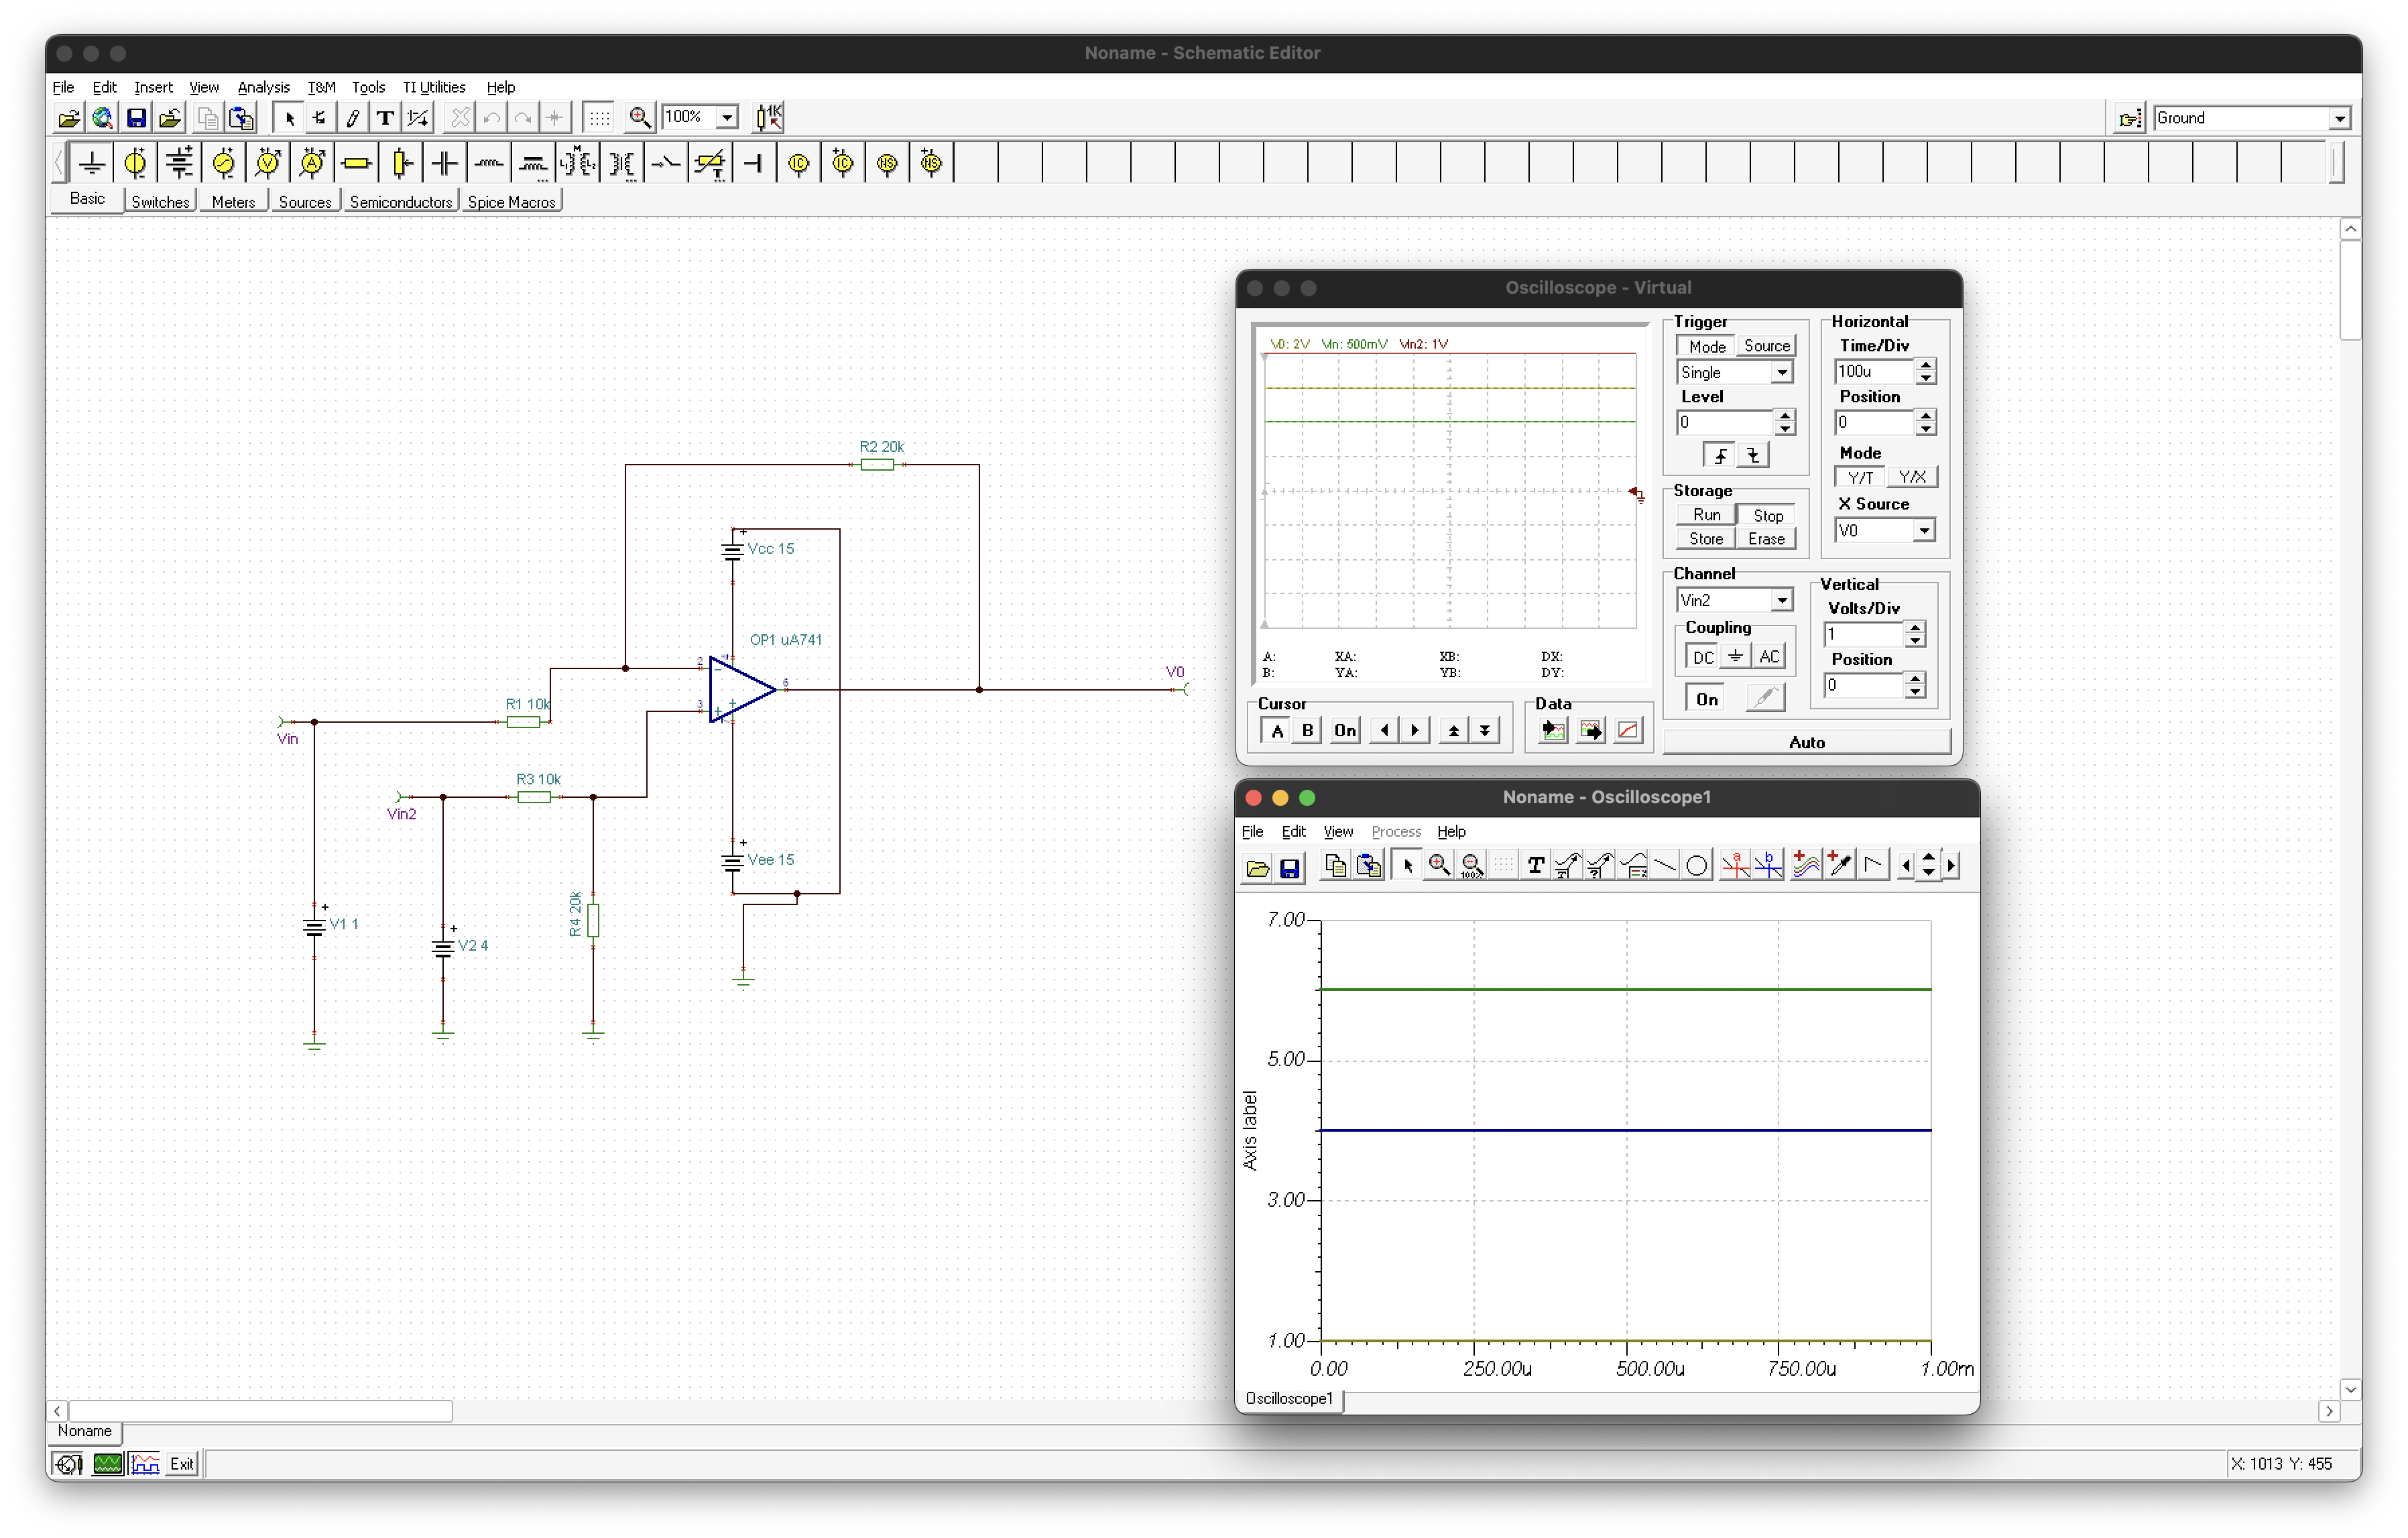 Noname - Schematic Editor
File Edit Insert View Analysis T&M Tools TI Utilities Help
100% 1K Ground
Basic Switches Meters Sources Semiconductors Spice Macros
R2 20k
Vcc 15
OP1 uA741
2
6
3
V0
R1 10k
Vin
R3 10k
Vin2
Vee 15
R4 20k
V1 1
V2 4
Oscilloscope - Virtual
V0: 2V Vin: 500mV Vin2: 1V
A: XA: XB: DX:
B: YA: YB: DY:
Cursor
A B On
Data
Trigger
Mode Source
Single
Level
0
Storage
Run Stop
Store Erase
Horizontal
Time/Div
100u
Position
0
Mode
Y/T Y/X
X Source
V0
Channel
Vin2
Coupling
DC AC
On
Vertical
Volts/Div
1
Position
0
Auto
Noname - Oscilloscope1
File Edit View Process Help
100% T a b
7.00
5.00
3.00
1.00
Axis label
0.00 250.00u 500.00u 750.00u 1.00m
Oscilloscope1
Noname
Exit
X: 1013 Y: 455